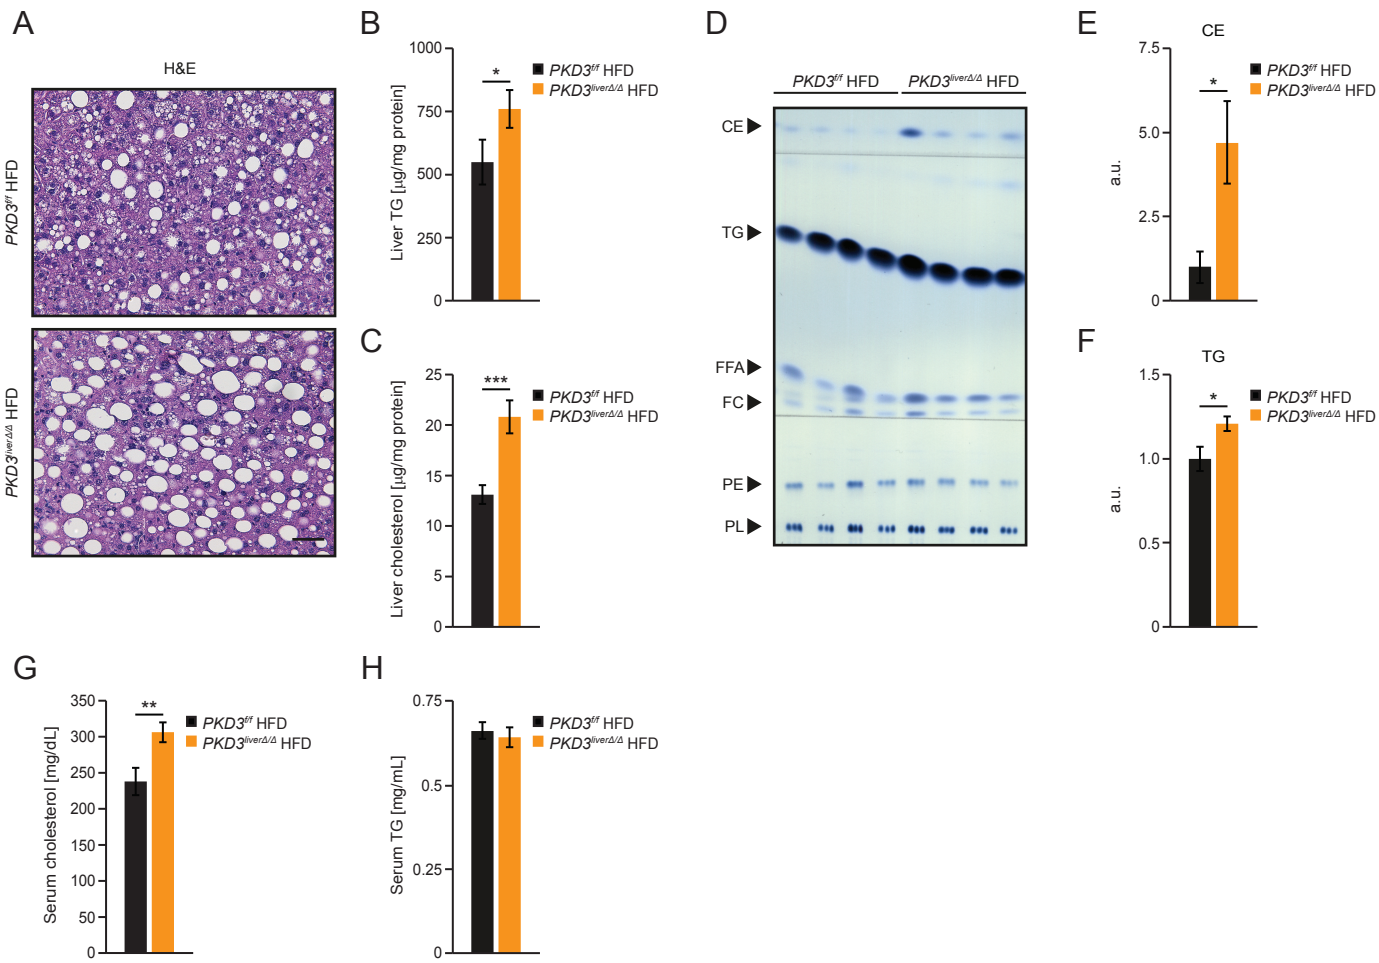 A
H&E
PKD3f/f HFD
PKD3liverΔ/Δ HFD
B
1000
750
500
250
0
Liver TG [μg/mg protein]
*
PKD3f/f HFD
PKD3liverΔ/Δ HFD
C
25
20
15
10
5
0
Liver cholesterol [μg/mg protein]
***
PKD3f/f HFD
PKD3liverΔ/Δ HFD
D
PKD3f/f HFD
PKD3liverΔ/Δ HFD
CE
TG
FFA
FC
PE
PL
E
CE
7.5
5.0
2.5
0
a.u.
*
PKD3f/f HFD
PKD3liverΔ/Δ HFD
F
TG
1.5
1.0
0.5
0
a.u.
*
PKD3f/f HFD
PKD3liverΔ/Δ HFD
G
350
300
250
200
150
100
50
0
Serum cholesterol [mg/dL]
**
PKD3f/f HFD
PKD3liverΔ/Δ HFD
H
0.75
0.5
0.25
0
Serum TG [mg/mL]
PKD3f/f HFD
PKD3liverΔ/Δ HFD